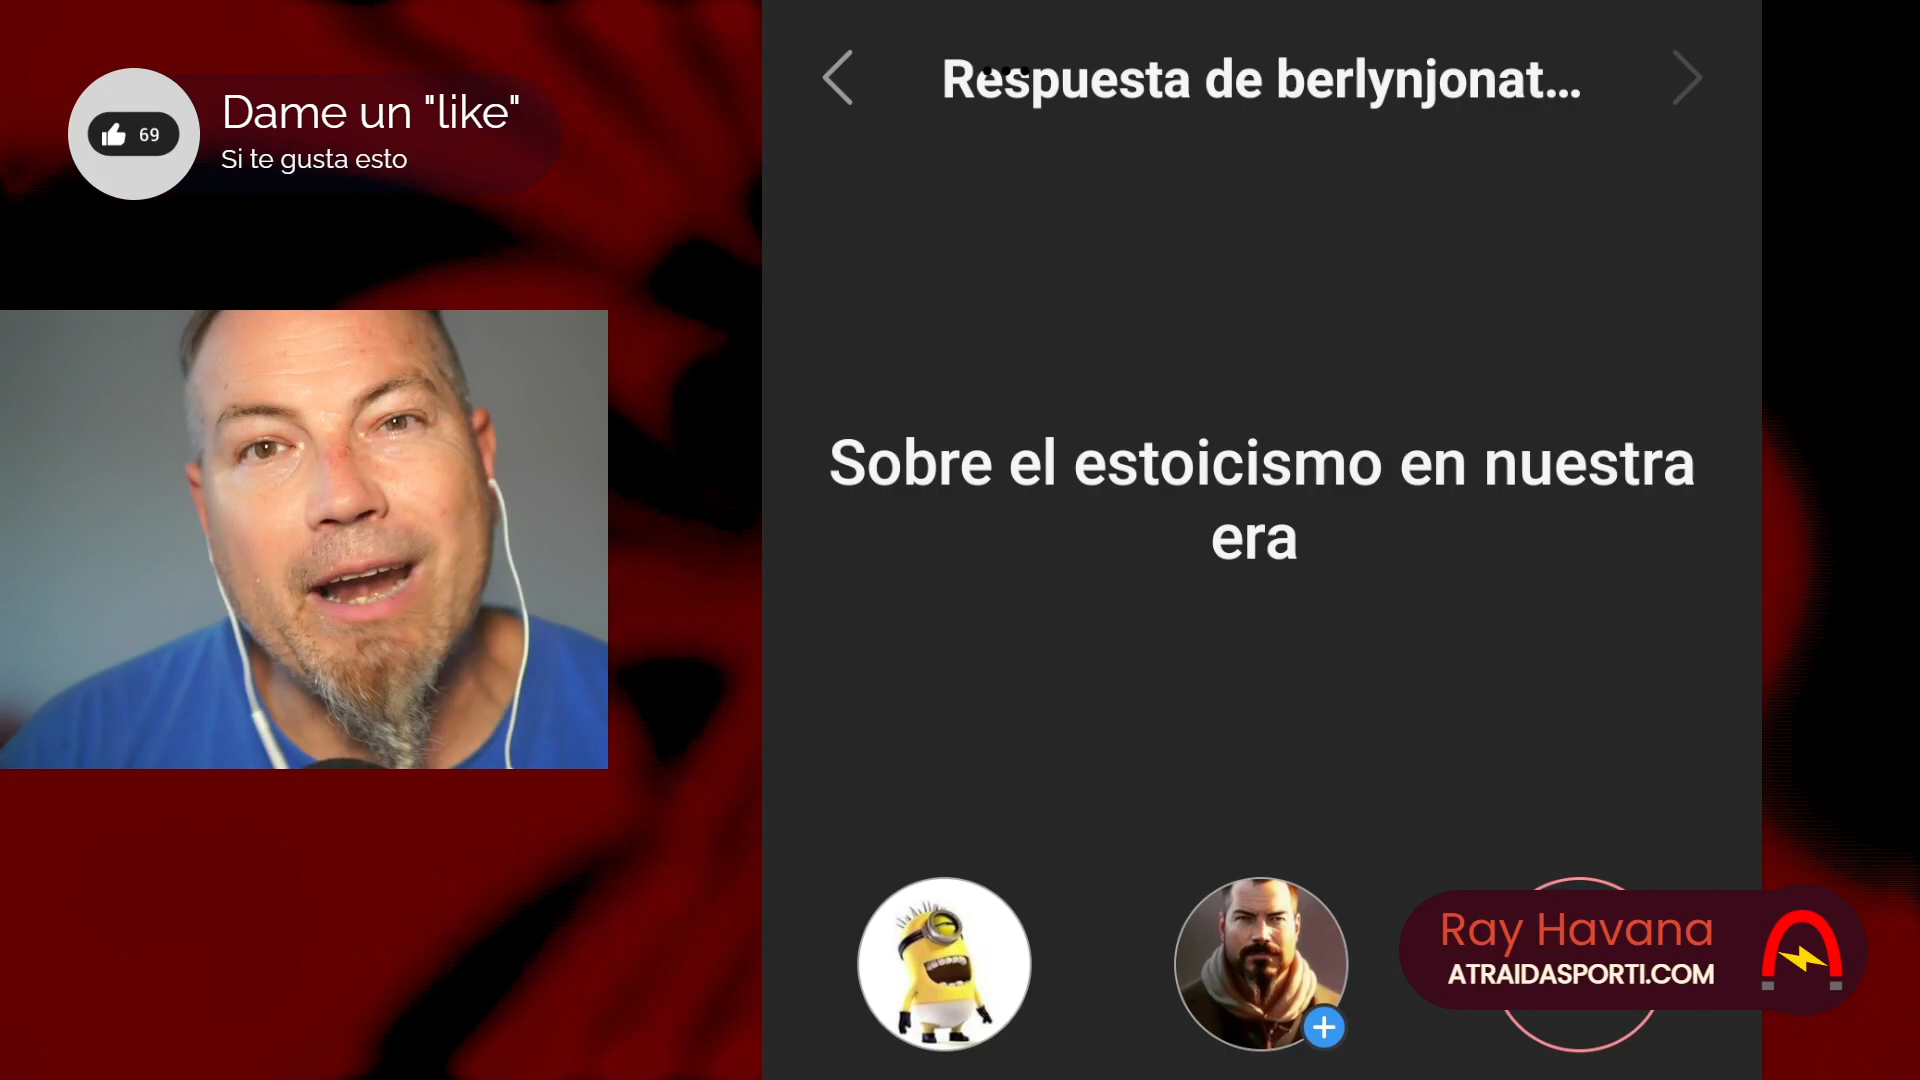 Dame un "like"
Si te gusta esto
69
Respuesta de berlynjonat...
Sobre el estoicismo en nuestra
era
Ray Havana
ATRAIDASPORTI.COM